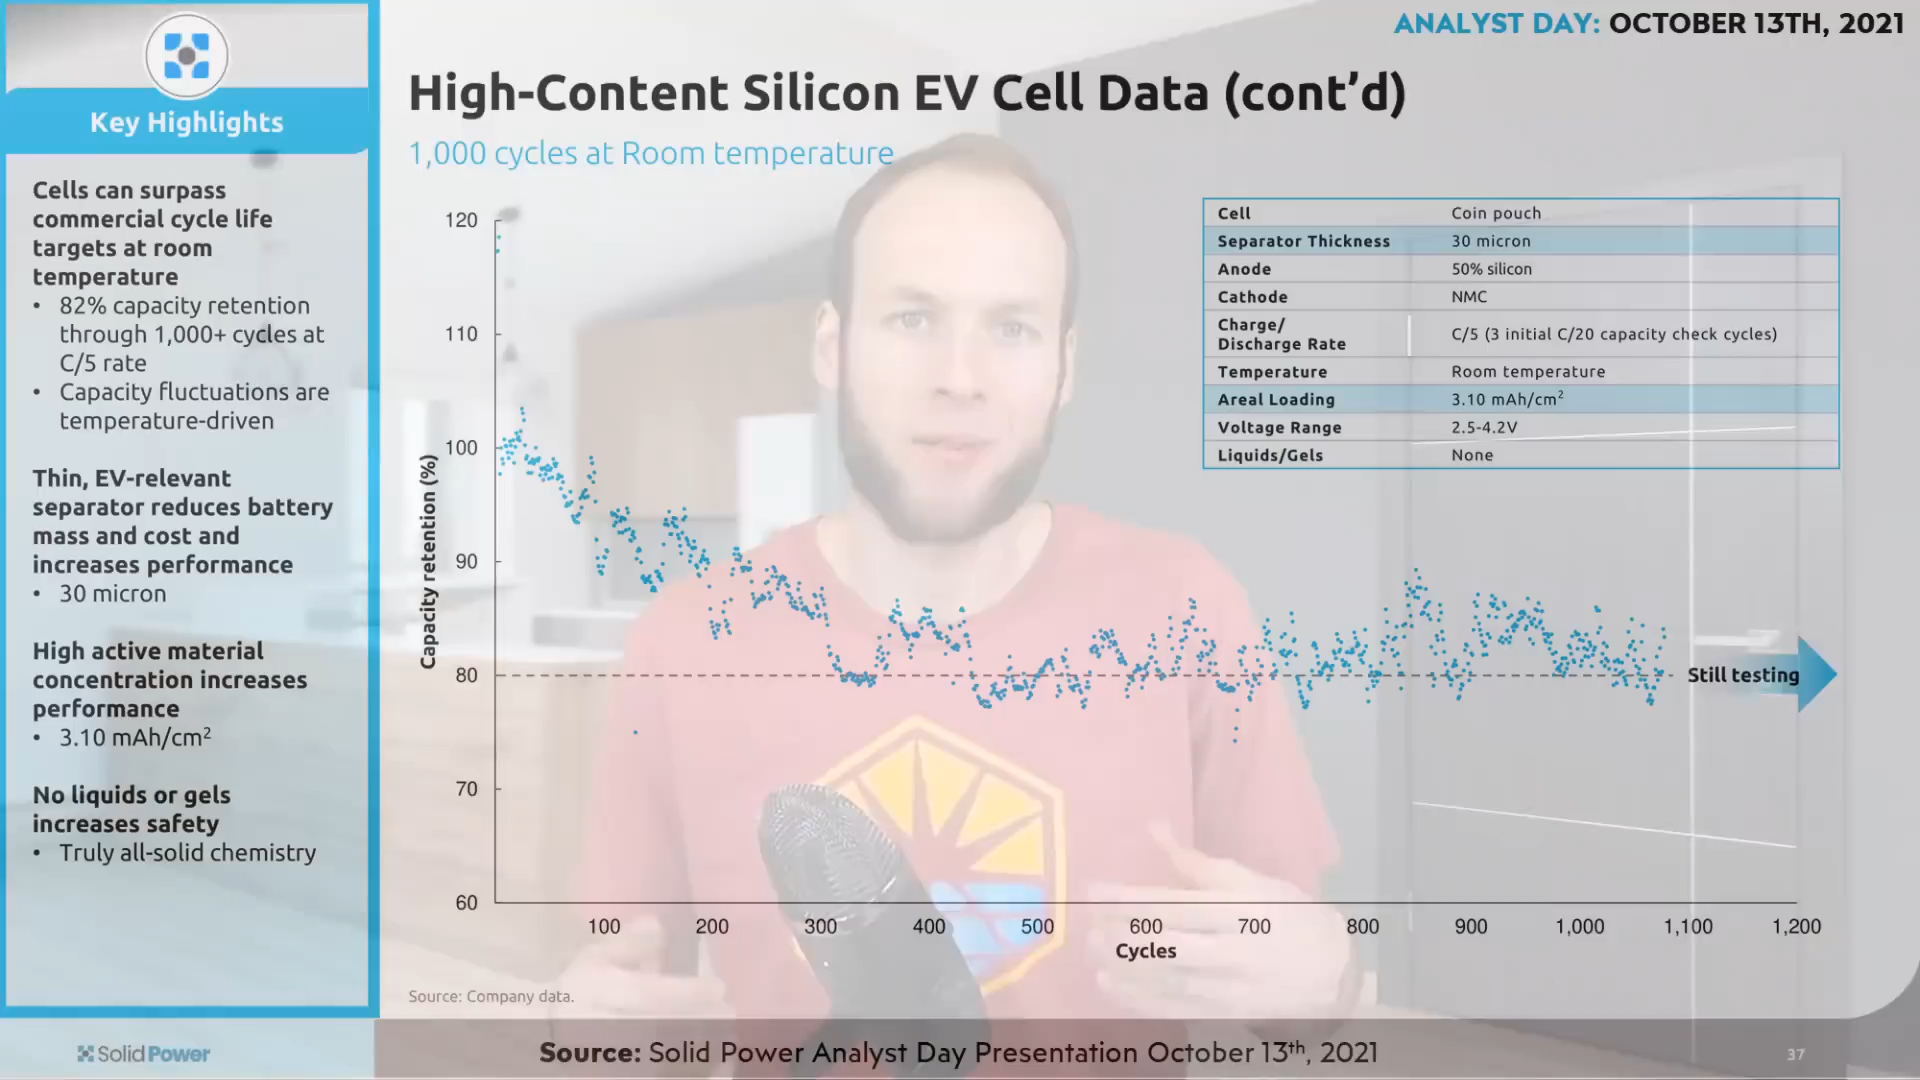 ANALYST DAY: OCTOBER 13TH, 2021
Key Highlights
Cells can surpass
commercial cycle life
targets at room
temperature
• 82% capacity retention
through 1,000+ cycles at
C/5 rate
• Capacity fluctuations are
temperature-driven
Thin, EV-relevant
separator reduces battery
mass and cost and
increases performance
• 30 micron
High active material
concentration increases
performance
• 3.10 mAh/cm²
No liquids or gels
increases safety
• Truly all-solid chemistry
High-Content Silicon EV Cell Data (cont’d)
1,000 cycles at Room temperature
Cell Coin pouch
Separator Thickness 30 micron
Anode 50% silicon
Cathode NMC
Charge/
Discharge Rate C/5 (3 initial C/20 capacity check cycles)
Temperature Room temperature
Areal Loading 3.10 mAh/cm²
Voltage Range 2.5-4.2V
Liquids/Gels None
Capacity retention (%)
120
110
100
90
80
70
60
Still testing
100 200 300 400 500 600 700 800 900 1,000 1,100 1,200
Cycles
Source: Company data.
Solid Power
Source: Solid Power Analyst Day Presentation October 13th, 2021
37